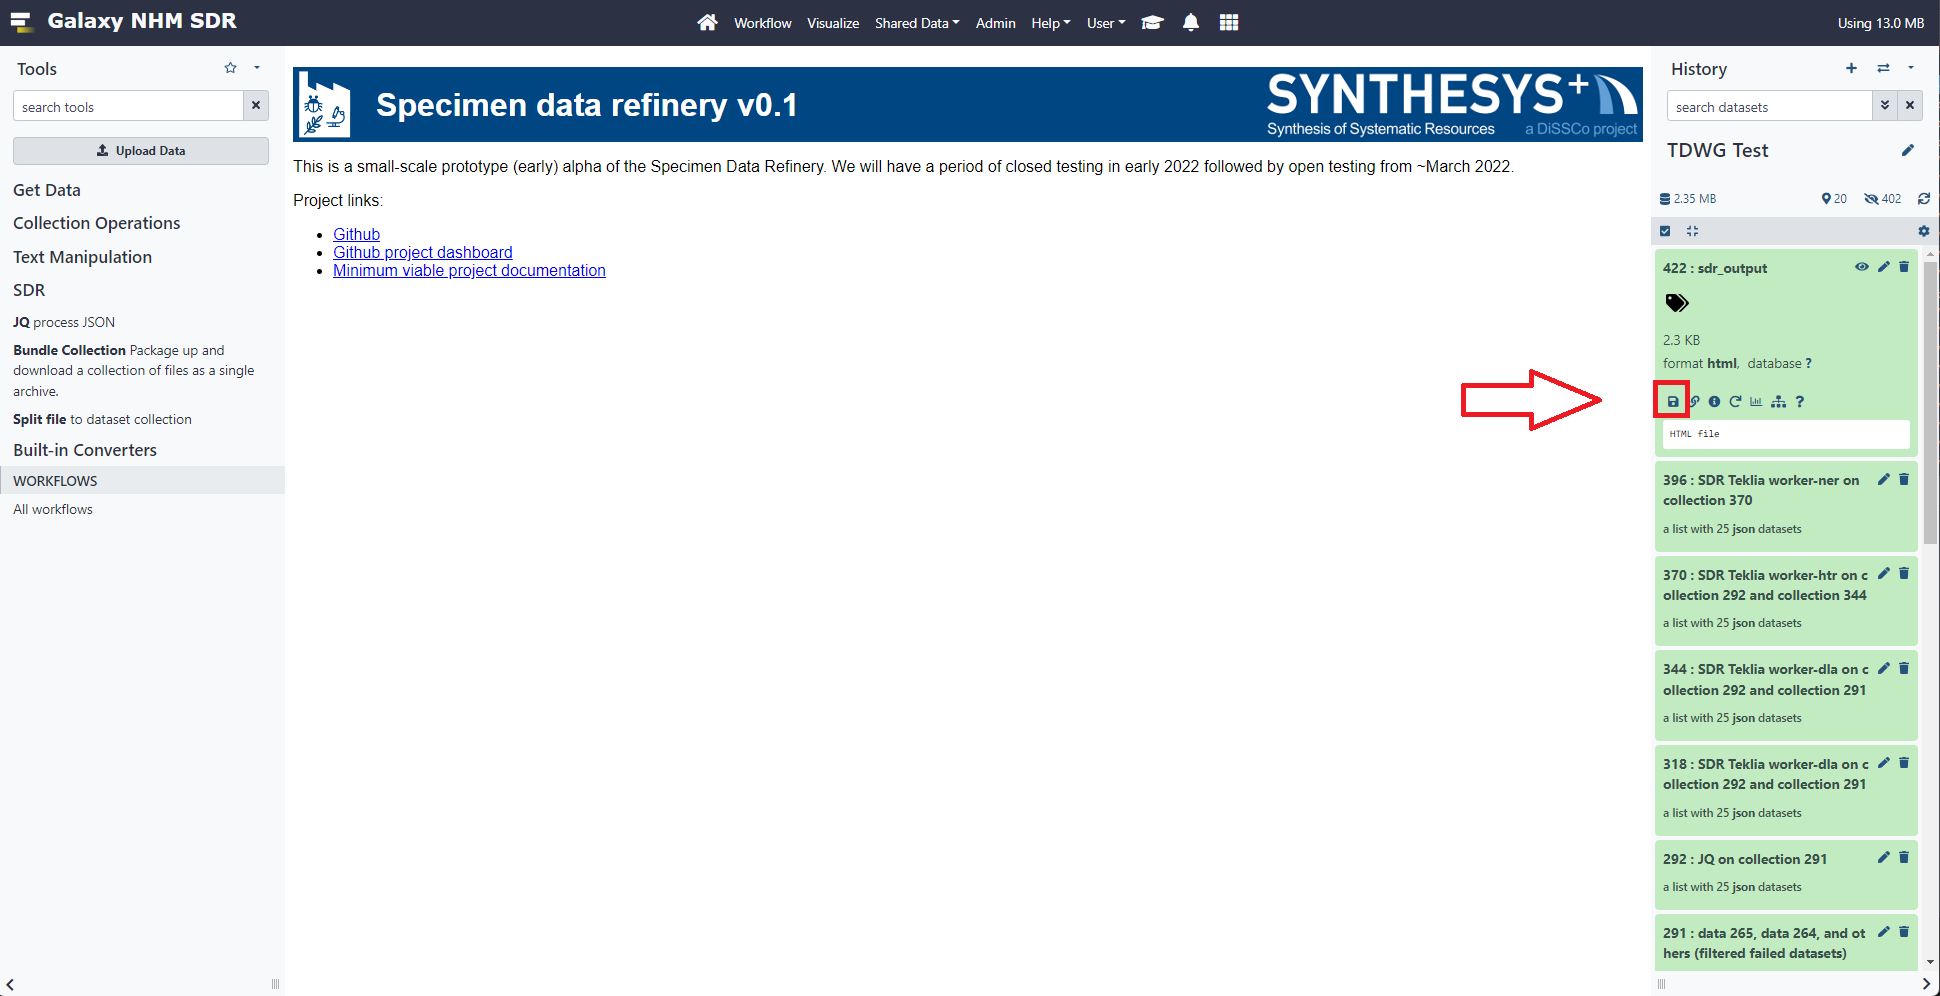 Galaxy NHM SDR
Workflow Visualize Shared Data Admin Help User
Using 13.0 MB
Tools
search tools
Upload Data
Get Data
Collection Operations
Text Manipulation
SDR
JQ process JSON
Bundle Collection Package up and
download a collection of files as a single
archive.
Split file to dataset collection
Built-in Converters
WORKFLOWS
All workflows
Specimen data refinery v0.1
SYNTHESYS+
Synthesis of Systematic Resources a DiSSCo project
This is a small-scale prototype (early) alpha of the Specimen Data Refinery. We will have a period of closed testing in early 2022 followed by open testing from ~March 2022.
Project links:
• Github
• Github project dashboard
• Minimum viable project documentation
History
search datasets
TDWG Test
2.35 MB 20 402
422 : sdr_output
2.3 KB
format html, database ?
?
HTML file
396 : SDR Teklia worker-ner on
collection 370
a list with 25 json datasets
370 : SDR Teklia worker-htr on c
ollection 292 and collection 344
a list with 25 json datasets
344 : SDR Teklia worker-dla on c
ollection 292 and collection 291
a list with 25 json datasets
318 : SDR Teklia worker-dla on c
ollection 292 and collection 291
a list with 25 json datasets
292 : JQ on collection 291
a list with 25 json datasets
291 : data 265, data 264, and ot
hers (filtered failed datasets)